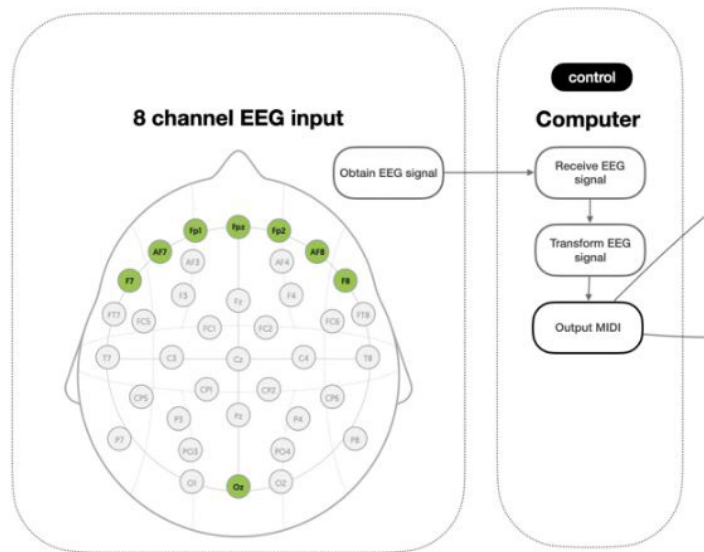 control
8 channel EEG input
Computer
Obtain EEG signal
Receive EEG
signal
Transform EEG
signal
Output MIDI
Fp1 Fpz Fp2
AF7 AF8
AF3 AF4
F7 F8
F3 Fz F4
FT7 FT8
FC5 FC1 FC2 FC6
T7 C3 Cz C4 T8
CP5 CP1 CP2 CP6
P3 Pz P4
P7 P8
PO3 PO4
O1 Oz O2